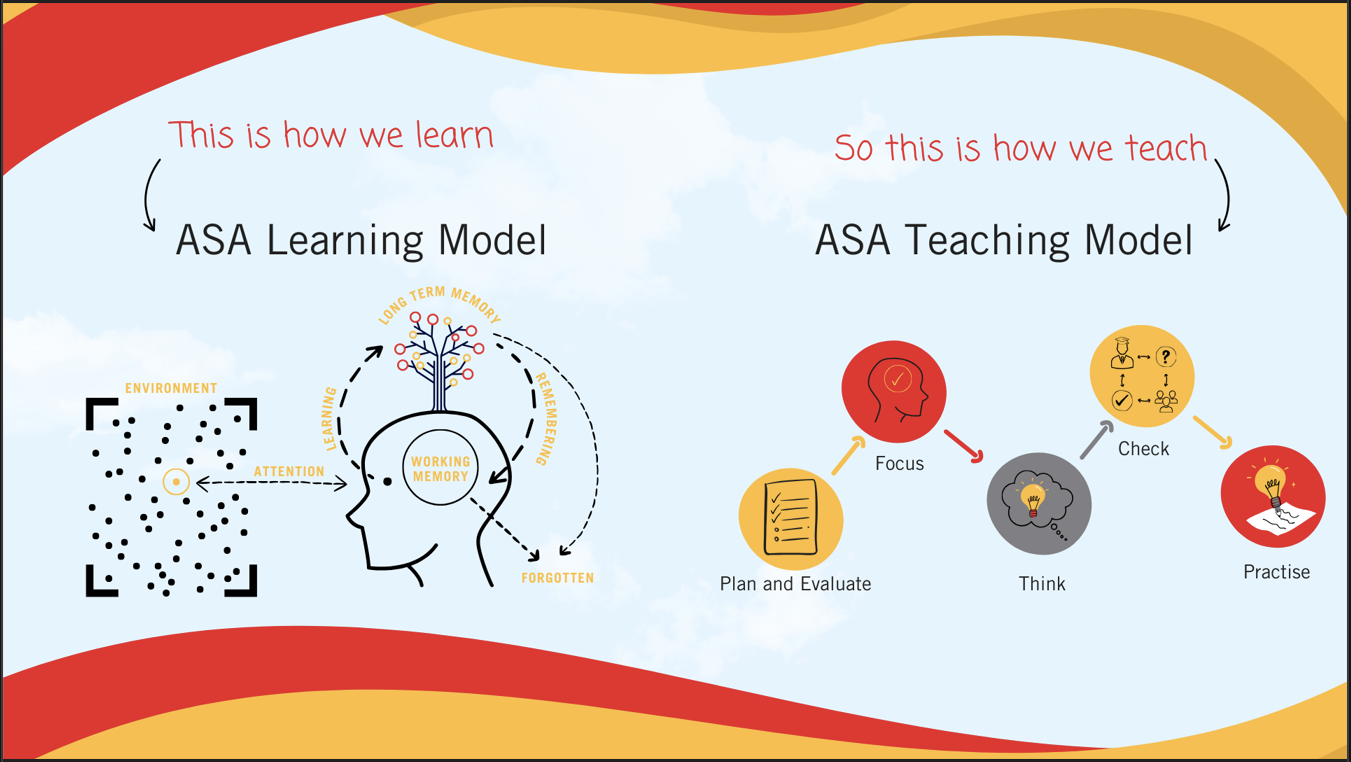 This is how we learn
ASA Learning Model
LONG TERM MEMORY
ENVIRONMENT
LEARNING
REMEMBERING
ATTENTION
WORKING
MEMORY
FORGOTTEN
So this is how we teach
ASA Teaching Model
Plan and Evaluate
Focus
Think
?
Check
Practise